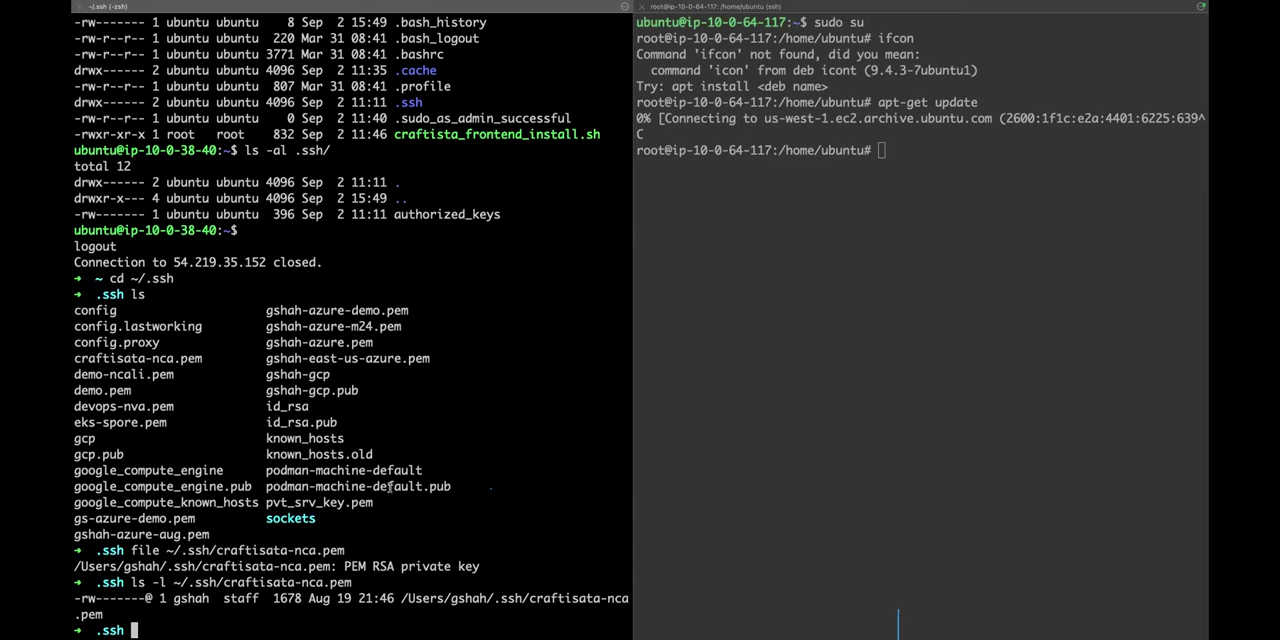 ~/.ssh (-zsh)
-rw------- 1 ubuntu ubuntu    8 Sep  2 15:49 .bash_history
-rw-r--r-- 1 ubuntu ubuntu  220 Mar 31 08:41 .bash_logout
-rw-r--r-- 1 ubuntu ubuntu 3771 Mar 31 08:41 .bashrc
drwx------ 2 ubuntu ubuntu 4096 Sep  2 11:35 .cache
-rw-r--r-- 1 ubuntu ubuntu  807 Mar 31 08:41 .profile
drwx------ 2 ubuntu ubuntu 4096 Sep  2 11:11 .ssh
-rw-r--r-- 1 ubuntu ubuntu    0 Sep  2 11:40 .sudo_as_admin_successful
-rwxr-xr-x 1 root   root    832 Sep  2 11:46 craftista_frontend_install.sh
ubuntu@ip-10-0-38-40:~$ ls -al .ssh/
total 12
drwx------ 2 ubuntu ubuntu 4096 Sep  2 11:11 .
drwxr-x--- 4 ubuntu ubuntu 4096 Sep  2 15:49 ..
-rw------- 1 ubuntu ubuntu  396 Sep  2 11:11 authorized_keys
ubuntu@ip-10-0-38-40:~$
logout
Connection to 54.219.35.152 closed.
➜  ~ cd ~/.ssh
➜  .ssh ls
config                   gshah-azure-demo.pem
config.lastworking       gshah-azure-m24.pem
config.proxy             gshah-azure.pem
craftisata-nca.pem       gshah-east-us-azure.pem
demo-ncali.pem           gshah-gcp
demo.pem                 gshah-gcp.pub
devops-nva.pem           id_rsa
eks-spore.pem            id_rsa.pub
gcp                      known_hosts
gcp.pub                  known_hosts.old
google_compute_engine    podman-machine-default
google_compute_engine.pub podman-machine-default.pub
google_compute_known_hosts pvt_srv_key.pem
gs-azure-demo.pem        sockets
gshah-azure-aug.pem
➜  .ssh file ~/.ssh/craftisata-nca.pem
/Users/gshah/.ssh/craftisata-nca.pem: PEM RSA private key
➜  .ssh ls -l ~/.ssh/craftisata-nca.pem
-rw-------@ 1 gshah  staff  1678 Aug 19 21:46 /Users/gshah/.ssh/craftisata-nca
.pem
➜  .ssh
root@ip-10-0-64-117: /home/ubuntu (ssh)
ubuntu@ip-10-0-64-117:~$ sudo su
root@ip-10-0-64-117:/home/ubuntu# ifcon
Command 'ifcon' not found, did you mean:
  command 'icon' from deb icont (9.4.3-7ubuntu1)
Try: apt install <deb name>
root@ip-10-0-64-117:/home/ubuntu# apt-get update
0% [Connecting to us-west-1.ec2.archive.ubuntu.com (2600:1f1c:e2a:4401:6225:639^
C
root@ip-10-0-64-117:/home/ubuntu#